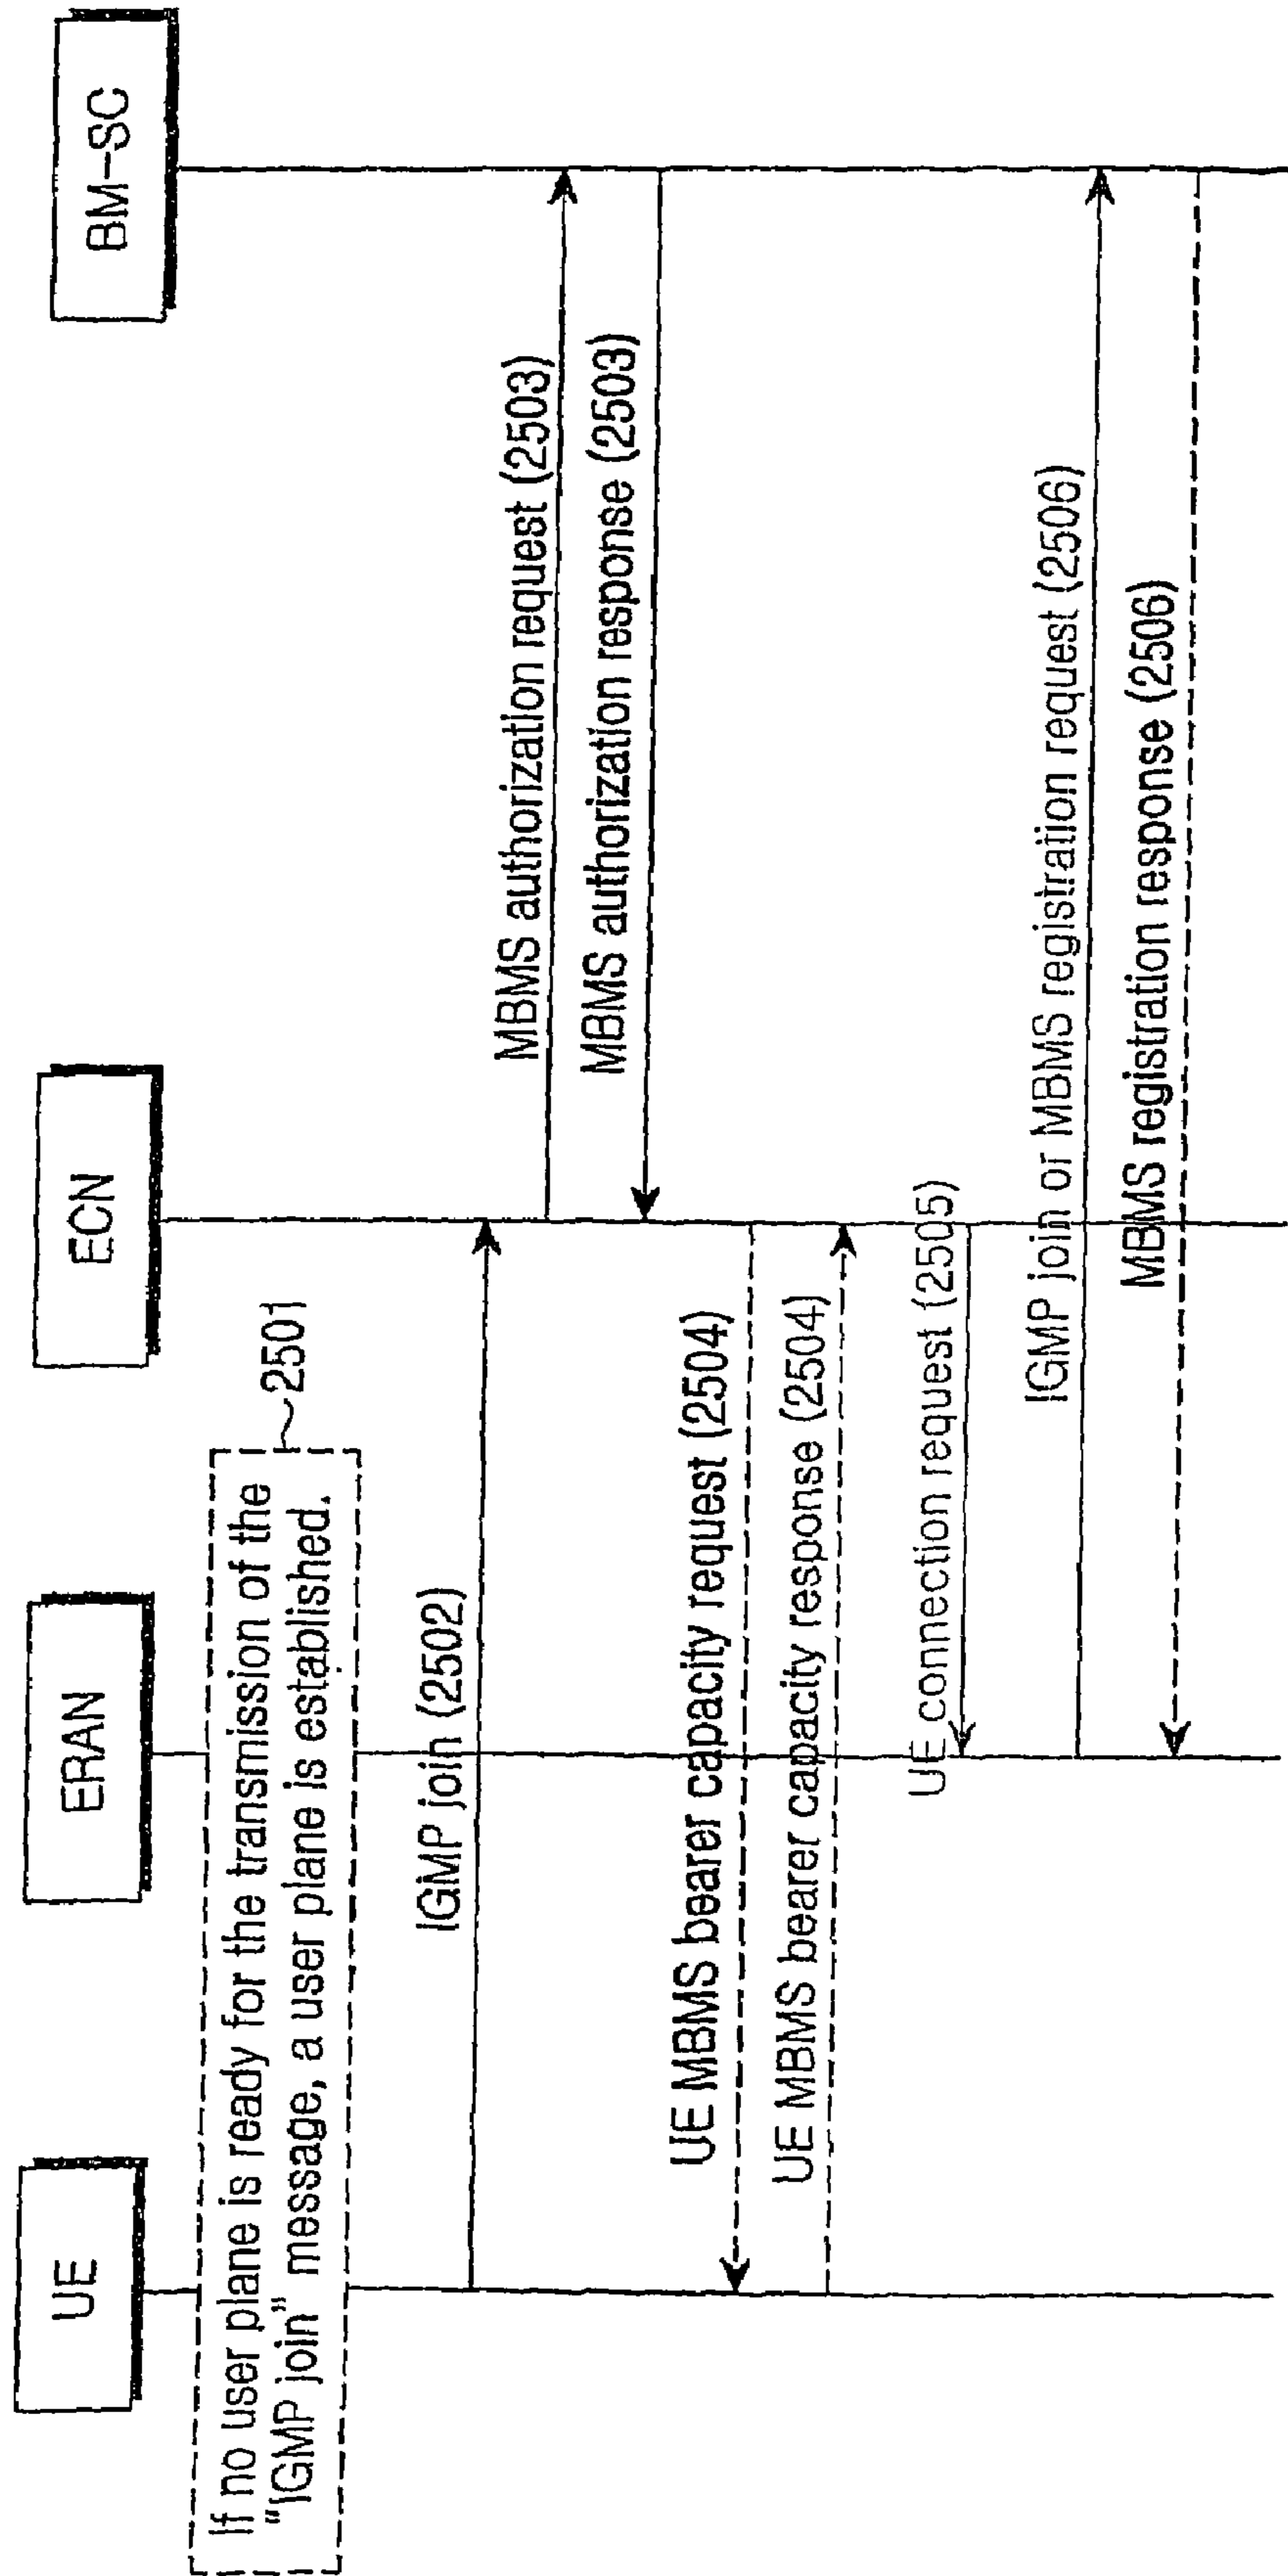 UE
ERAN
ECN
BM-SC
If no user plane is ready for the transmission of the
"IGMP join" message, a user plane is established.
2501
IGMP join (2502)
MBMS authorization request (2503)
MBMS authorization response (2503)
UE MBMS bearer capacity request (2504)
UE MBMS bearer capacity response (2504)
UE connection request (2505)
IGMP join or MBMS registration request (2506)
MBMS registration response (2506)